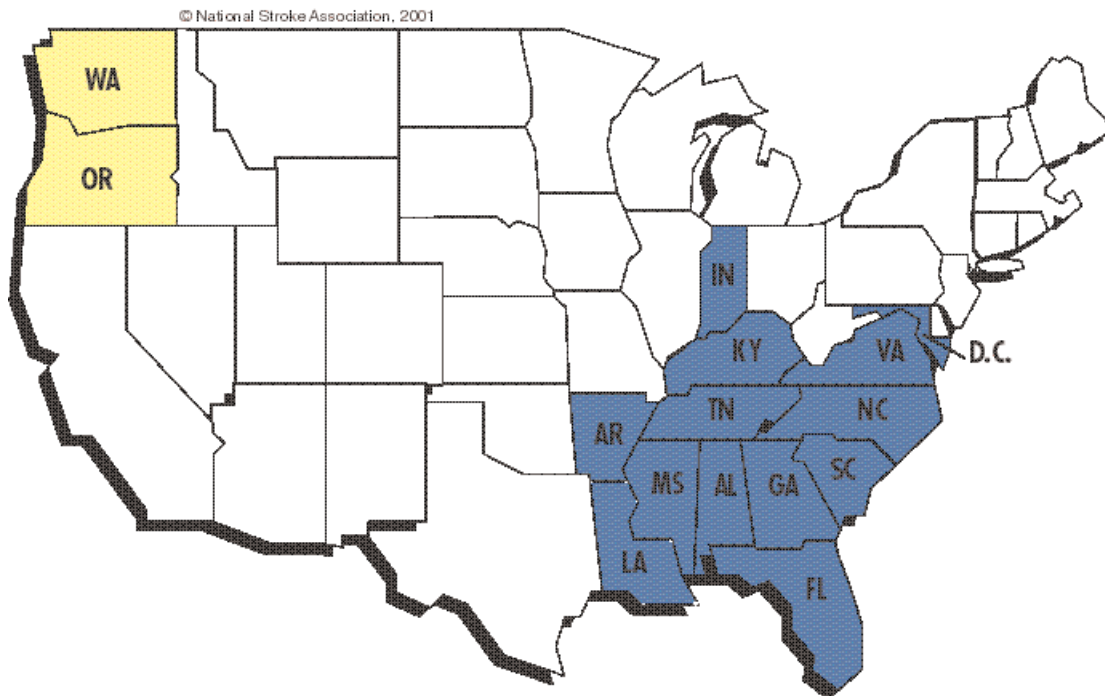 © National Stroke Association, 2001
WA
OR
IN
KY
VA
D.C.
TN
NC
AR
MS
AL
GA
SC
LA
FL